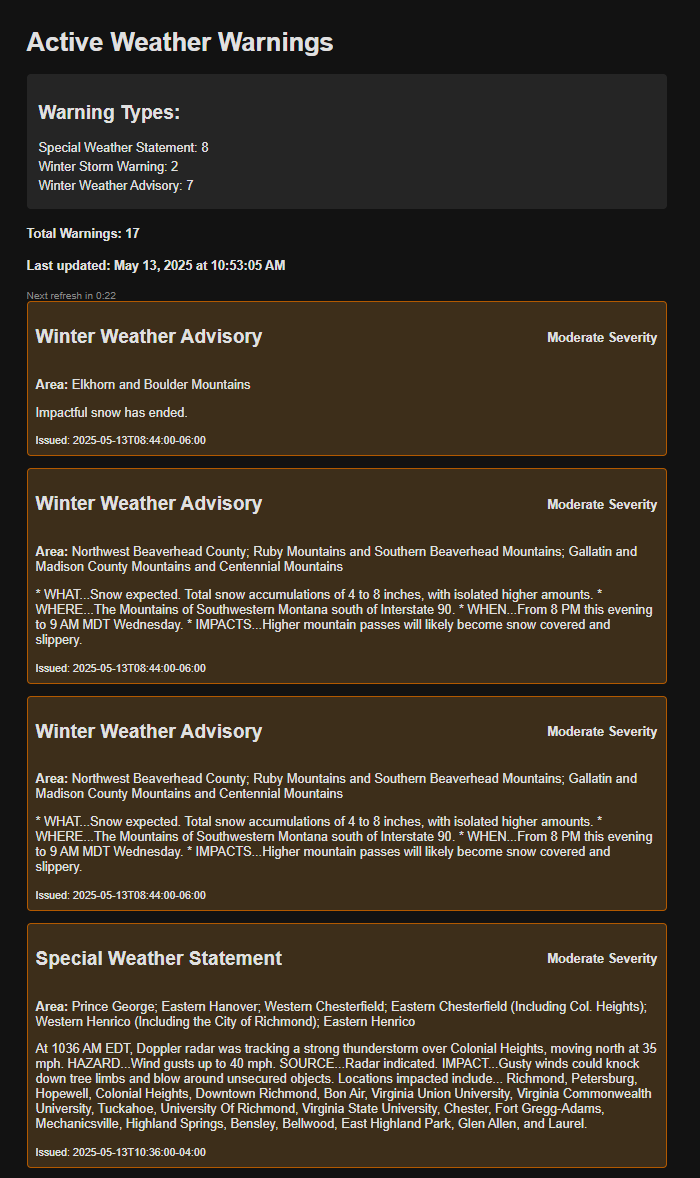 Active Weather Warnings
Warning Types:
Special Weather Statement: 8
Winter Storm Warning: 2
Winter Weather Advisory: 7
Total Warnings: 17
Last updated: May 13, 2025 at 10:53:05 AM
Next refresh in 0:22
Winter Weather Advisory
Moderate Severity
Area: Elkhorn and Boulder Mountains
Impactful snow has ended.
Issued: 2025-05-13T08:44:00-06:00
Winter Weather Advisory
Moderate Severity
Area: Northwest Beaverhead County; Ruby Mountains and Southern Beaverhead Mountains; Gallatin and
Madison County Mountains and Centennial Mountains
* WHAT...Snow expected. Total snow accumulations of 4 to 8 inches, with isolated higher amounts. *
WHERE...The Mountains of Southwestern Montana south of Interstate 90. * WHEN...From 8 PM this evening
to 9 AM MDT Wednesday. * IMPACTS...Higher mountain passes will likely become snow covered and
slippery.
Issued: 2025-05-13T08:44:00-06:00
Winter Weather Advisory
Moderate Severity
Area: Northwest Beaverhead County; Ruby Mountains and Southern Beaverhead Mountains; Gallatin and
Madison County Mountains and Centennial Mountains
* WHAT...Snow expected. Total snow accumulations of 4 to 8 inches, with isolated higher amounts. *
WHERE...The Mountains of Southwestern Montana south of Interstate 90. * WHEN...From 8 PM this evening
to 9 AM MDT Wednesday. * IMPACTS...Higher mountain passes will likely become snow covered and
slippery.
Issued: 2025-05-13T08:44:00-06:00
Special Weather Statement
Moderate Severity
Area: Prince George; Eastern Hanover; Western Chesterfield; Eastern Chesterfield (Including Col. Heights);
Western Henrico (Including the City of Richmond); Eastern Henrico
At 1036 AM EDT, Doppler radar was tracking a strong thunderstorm over Colonial Heights, moving north at 35
mph. HAZARD...Wind gusts up to 40 mph. SOURCE...Radar indicated. IMPACT...Gusty winds could knock
down tree limbs and blow around unsecured objects. Locations impacted include... Richmond, Petersburg,
Hopewell, Colonial Heights, Downtown Richmond, Bon Air, Virginia Union University, Virginia Commonwealth
University, Tuckahoe, University Of Richmond, Virginia State University, Chester, Fort Gregg-Adams,
Mechanicsville, Highland Springs, Bensley, Bellwood, East Highland Park, Glen Allen, and Laurel.
Issued: 2025-05-13T10:36:00-04:00